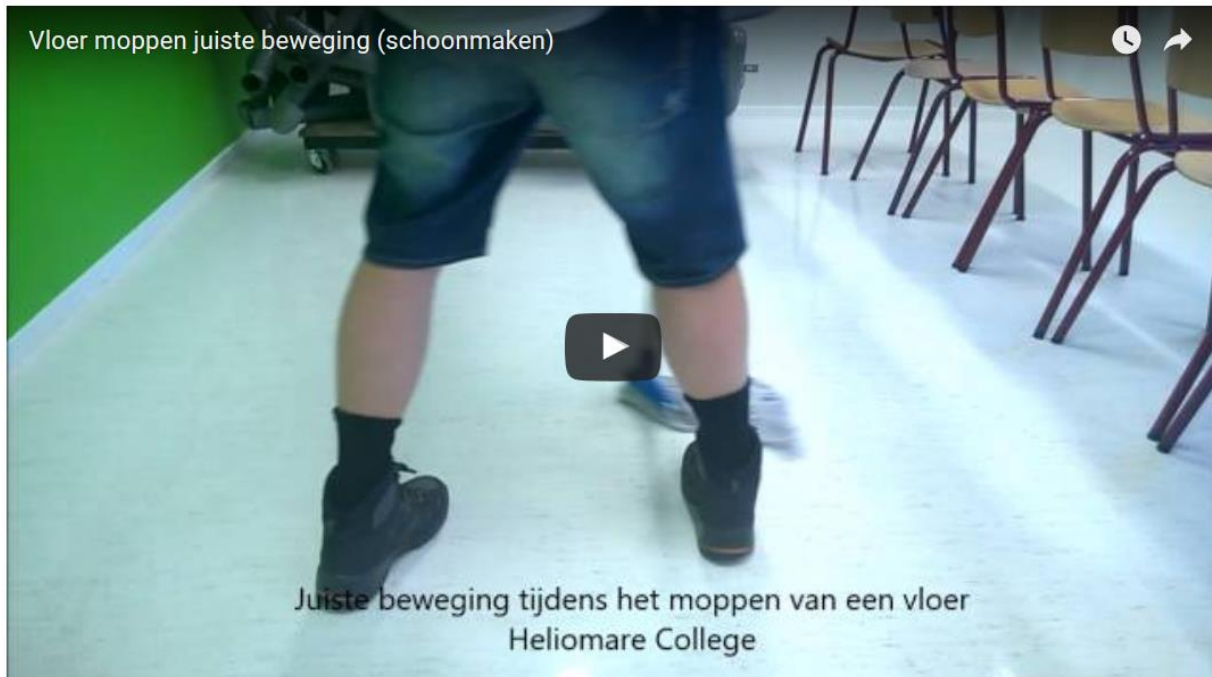 Vloer moppen juiste beweging (schoonmaken)
Juiste beweging tijdens het moppen van een vloer
Heliomare College